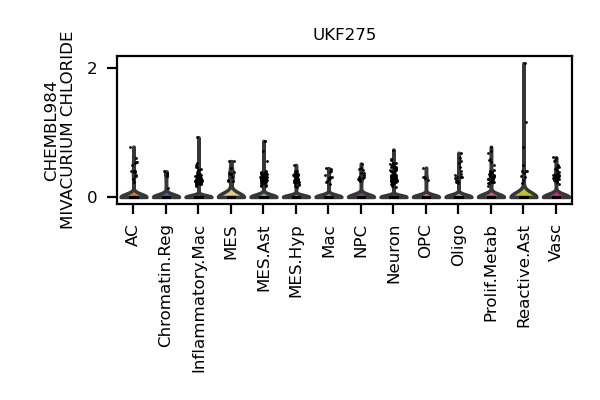 UKF275
CHEMBL984
MIVACURIUM CHLORIDE
2
0
AC
Chromatin.Reg
Inflammatory.Mac
MES
MES.Ast
MES.Hyp
Mac
NPC
Neuron
OPC
Oligo
Prolif.Metab
Reactive.Ast
Vasc